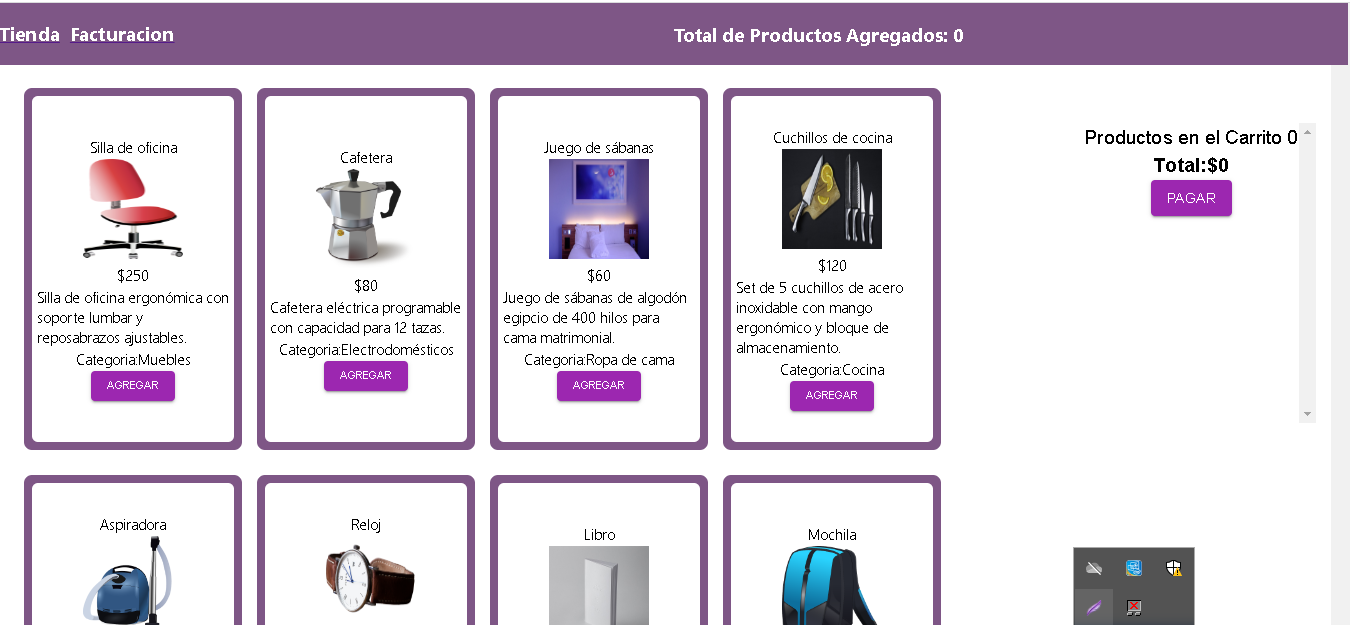 Tienda Facturacion
Total de Productos Agregados: 0
Silla de oficina
$250
Silla de oficina ergonómica con
soporte lumbar y
reposabrazos ajustables.
Categoria:Muebles
AGREGAR
Cafetera
$80
Cafetera eléctrica programable
con capacidad para 12 tazas.
Categoria:Electrodomésticos
AGREGAR
Juego de sábanas
$60
Juego de sábanas de algodón
egipcio de 400 hilos para
cama matrimonial.
Categoria:Ropa de cama
AGREGAR
Cuchillos de cocina
$120
Set de 5 cuchillos de acero
inoxidable con mango
ergonómico y bloque de
almacenamiento.
Categoria:Cocina
AGREGAR
Productos en el Carrito 0
Total:$0
PAGAR
Aspiradora
Reloj
Libro
Mochila